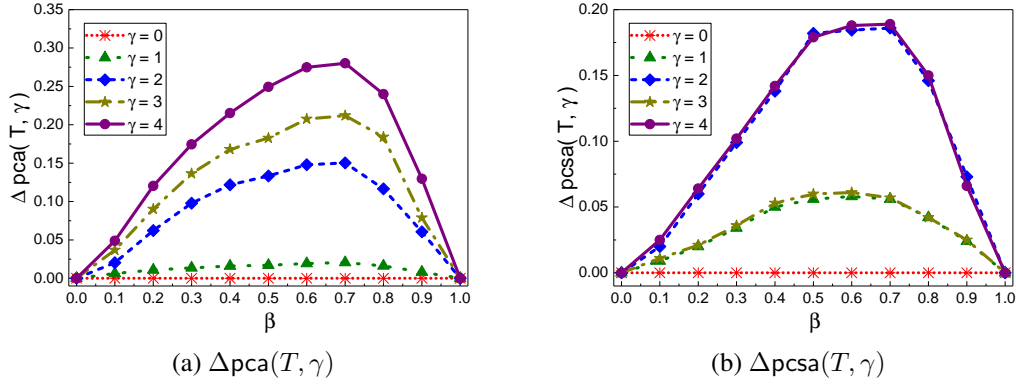 0.35
0.30
0.25
0.20
0.15
0.10
0.05
0.00
Δ pca( T, γ)
γ = 0
γ = 1
γ = 2
γ = 3
γ = 4
0.0 0.1 0.2 0.3 0.4 0.5 0.6 0.7 0.8 0.9 1.0
β
(a) Δpca(T, γ)
0.20
0.15
0.10
0.05
0.00
Δ pcsa( T, γ)
γ = 0
γ = 1
γ = 2
γ = 3
γ = 4
0.0 0.1 0.2 0.3 0.4 0.5 0.6 0.7 0.8 0.9 1.0
β
(b) Δpcsa(T, γ)